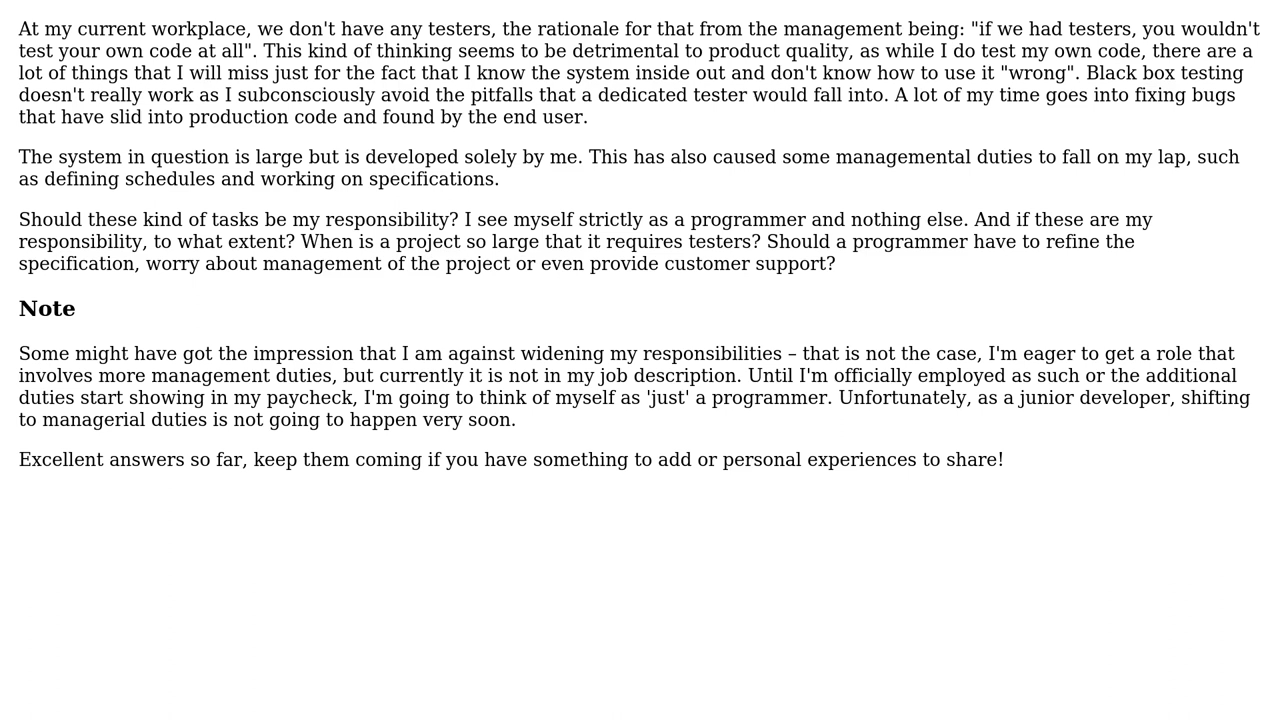 At my current workplace, we don't have any testers, the rationale for that from the management being: "if we had testers, you wouldn't
test your own code at all". This kind of thinking seems to be detrimental to product quality, as while I do test my own code, there are a
lot of things that I will miss just for the fact that I know the system inside out and don't know how to use it "wrong". Black box testing
doesn't really work as I subconsciously avoid the pitfalls that a dedicated tester would fall into. A lot of my time goes into fixing bugs
that have slid into production code and found by the end user.
The system in question is large but is developed solely by me. This has also caused some managemental duties to fall on my lap, such
as defining schedules and working on specifications.
Should these kind of tasks be my responsibility? I see myself strictly as a programmer and nothing else. And if these are my
responsibility, to what extent? When is a project so large that it requires testers? Should a programmer have to refine the
specification, worry about management of the project or even provide customer support?
Note
Some might have got the impression that I am against widening my responsibilities – that is not the case, I'm eager to get a role that
involves more management duties, but currently it is not in my job description. Until I'm officially employed as such or the additional
duties start showing in my paycheck, I'm going to think of myself as 'just' a programmer. Unfortunately, as a junior developer, shifting
to managerial duties is not going to happen very soon.
Excellent answers so far, keep them coming if you have something to add or personal experiences to share!